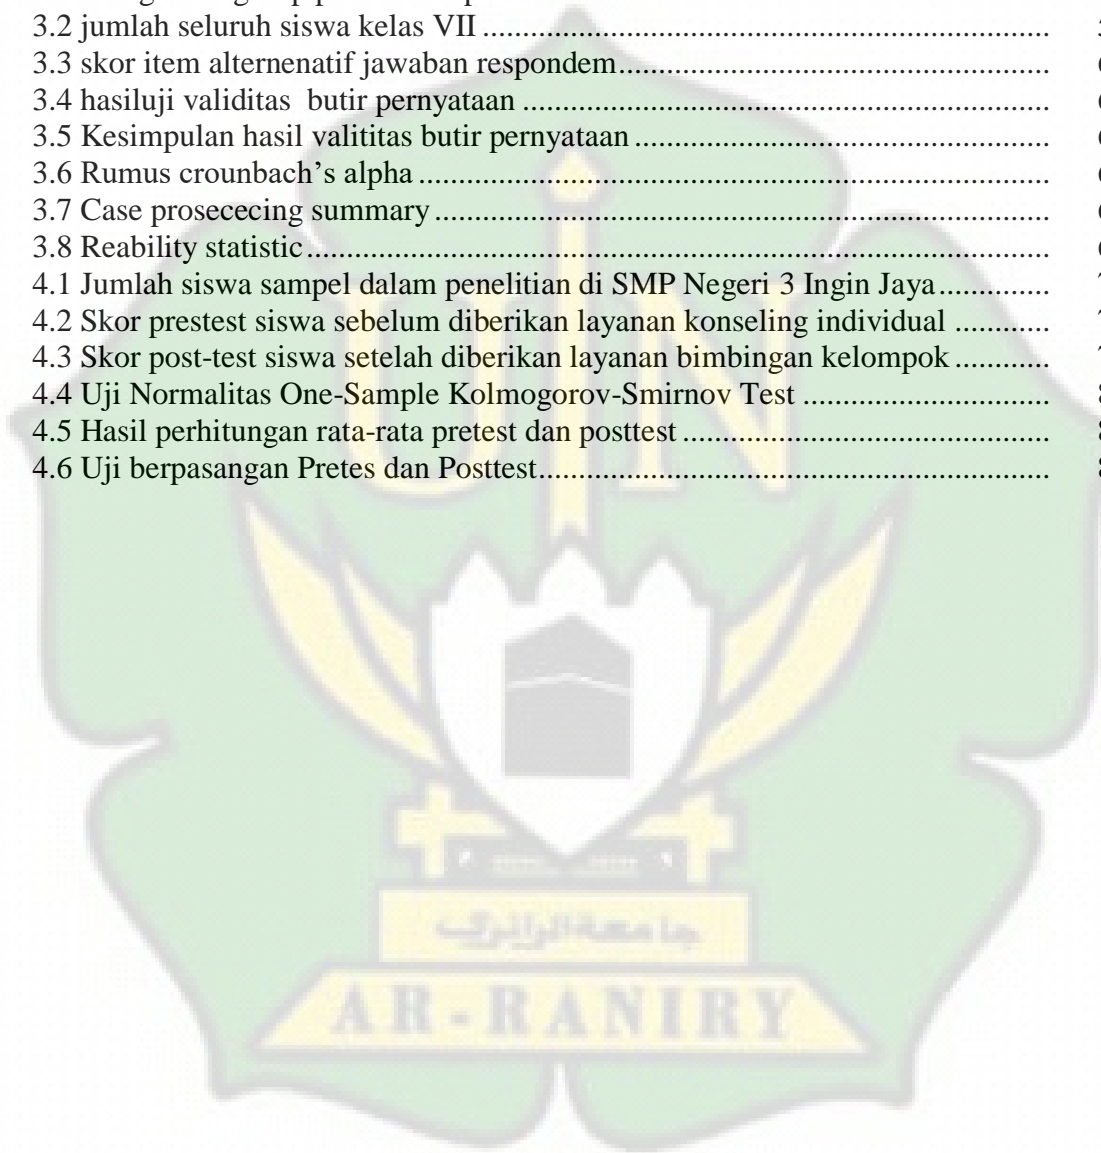 3.2 jumlah seluruh siswa kelas VII ........................................................................
3.3 skor item alternenatif jawaban respondem.......................................................
3.4 hasiluji validitas  butir pernyataan ...................................................................
3.5 Kesimpulan hasil valititas butir pernyataan .....................................................
3.6 Rumus crounbach’s alpha ................................................................................
3.7 Case prosececing summary ..............................................................................
3.8 Reability statistic..............................................................................................
4.1 Jumlah siswa sampel dalam penelitian di SMP Negeri 3 Ingin Jaya..............
4.2 Skor prestest siswa sebelum diberikan layanan konseling individual ............
4.3 Skor post-test siswa setelah diberikan layanan bimbingan kelompok ............
4.4 Uji Normalitas One-Sample Kolmogorov-Smirnov Test ...............................
4.5 Hasil perhitungan rata-rata pretest dan posttest ..............................................
4.6 Uji berpasangan Pretes dan Posttest................................................................
UIN
جامعة الرانري
AR-RANIRY